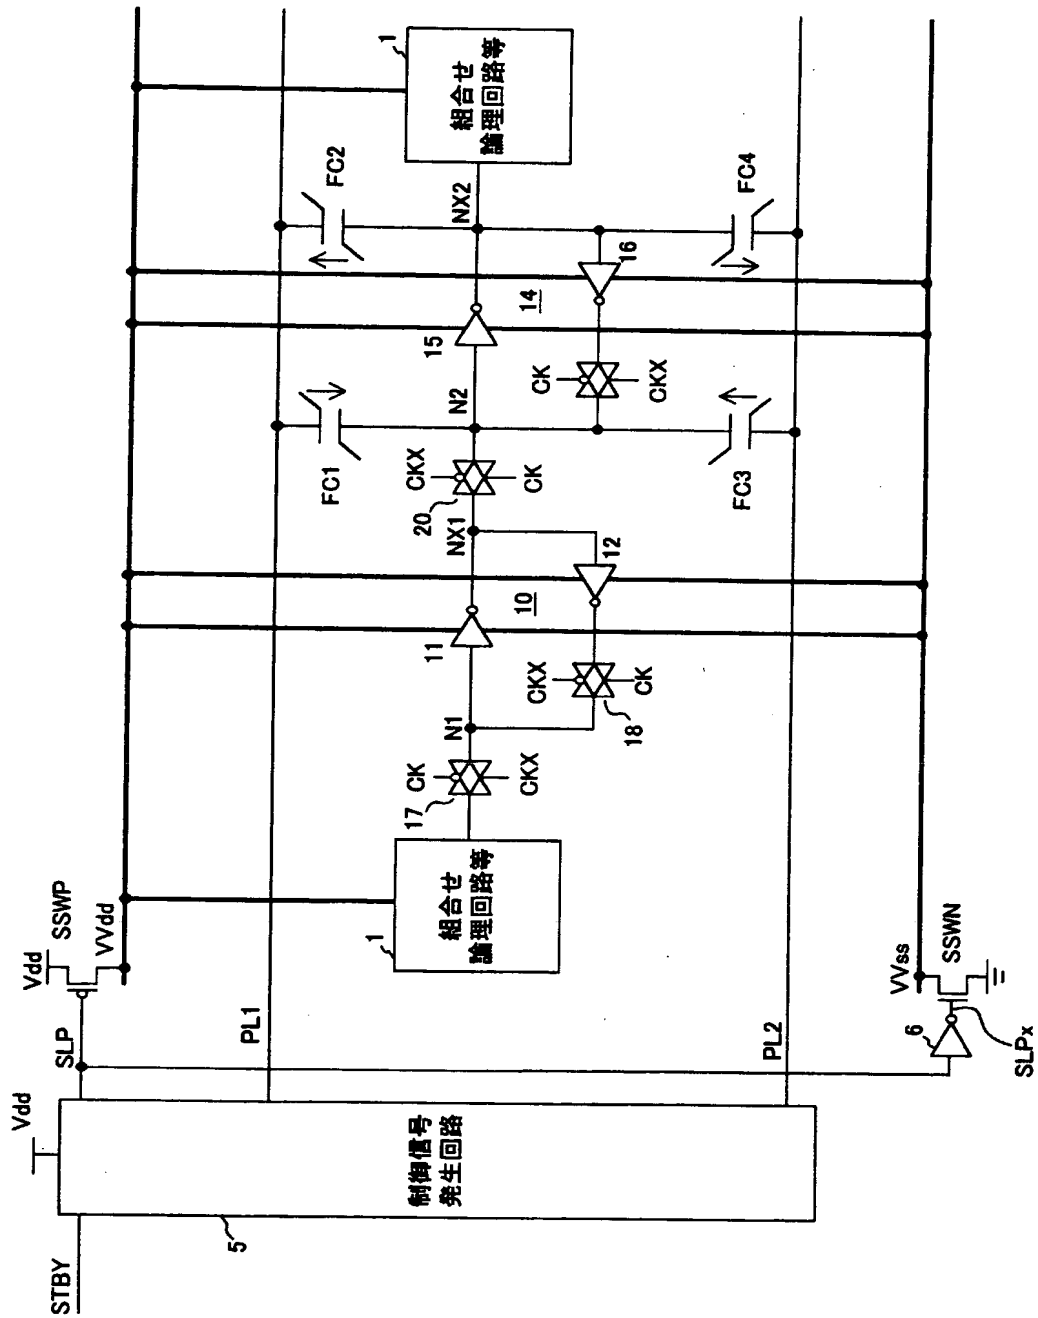 STBY
5
Vdd
制御信号
発生回路
SLP
Vdd
SSWP
VVdd
PL1
PL2
6
SLPx
VVss
SSWN
1
組合せ
論理回路等
17
CK
CKX
N1
18
CKX
CK
11
10
12
NX1
20
CKX
CK
FC1
FC3
N2
CK
CKX
15
14
16
NX2
FC2
FC4
1
組合せ
論理回路等